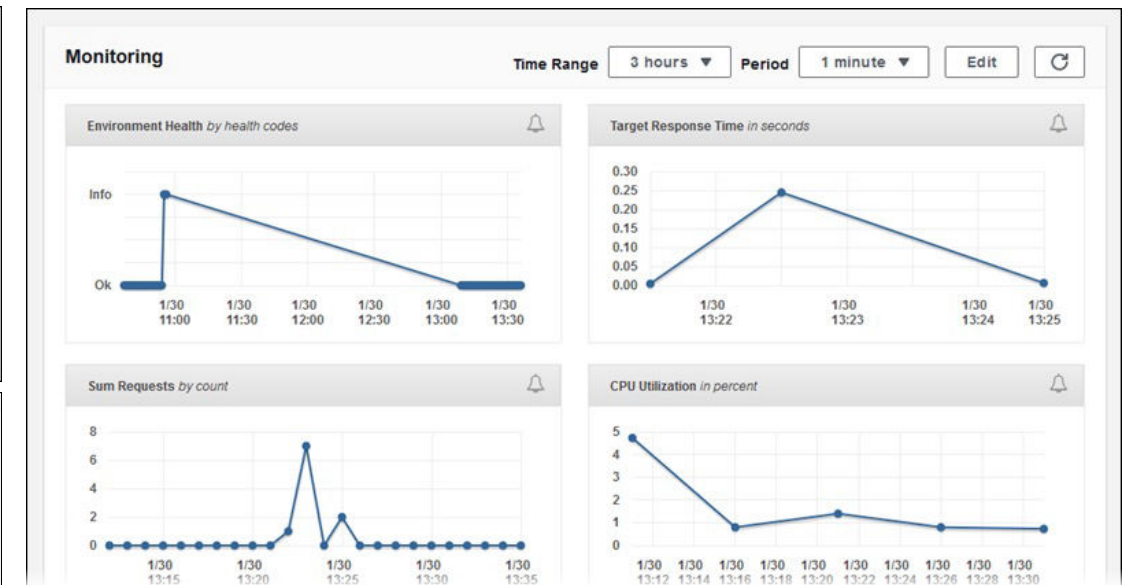 Monitoring
Time Range 3 hours ▼ Period 1 minute ▼ Edit
Environment Health by health codes
Info
Ok
1/30 1/30 1/30 1/30 1/30 1/30
11:00 11:30 12:00 12:30 13:00 13:30
Target Response Time in seconds
0.30
0.25
0.20
0.15
0.10
0.05
0.00
1/30 1/30 1/30 1/30
13:22 13:23 13:24 13:25
Sum Requests by count
8
6
4
2
0
1/30 1/30 1/30 1/30 1/30
13:15 13:20 13:25 13:30 13:35
CPU Utilization in percent
5
4
3
2
1
0
1/30 1/30 1/30 1/30 1/30 1/30 1/30 1/30 1/30 1/30
13:12 13:14 13:16 13:18 13:20 13:22 13:24 13:26 13:28 13:30